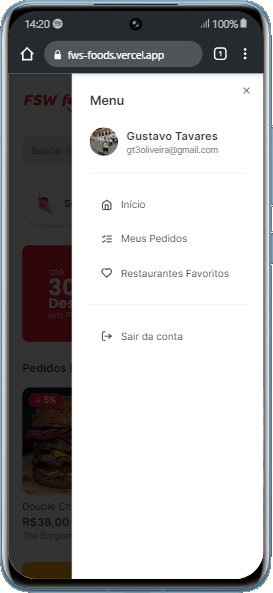 14:20
100%
fws-foods.vercel.app
1
FSW
Menu
Gustavo Tavares
gt3oliveira@gmail.com
Buscar
Início
Meus Pedidos
Restaurantes Favoritos
até
30
Des
em
Sair da conta
Pedidos
5%
Double Ch
R$38,00
The Burgue